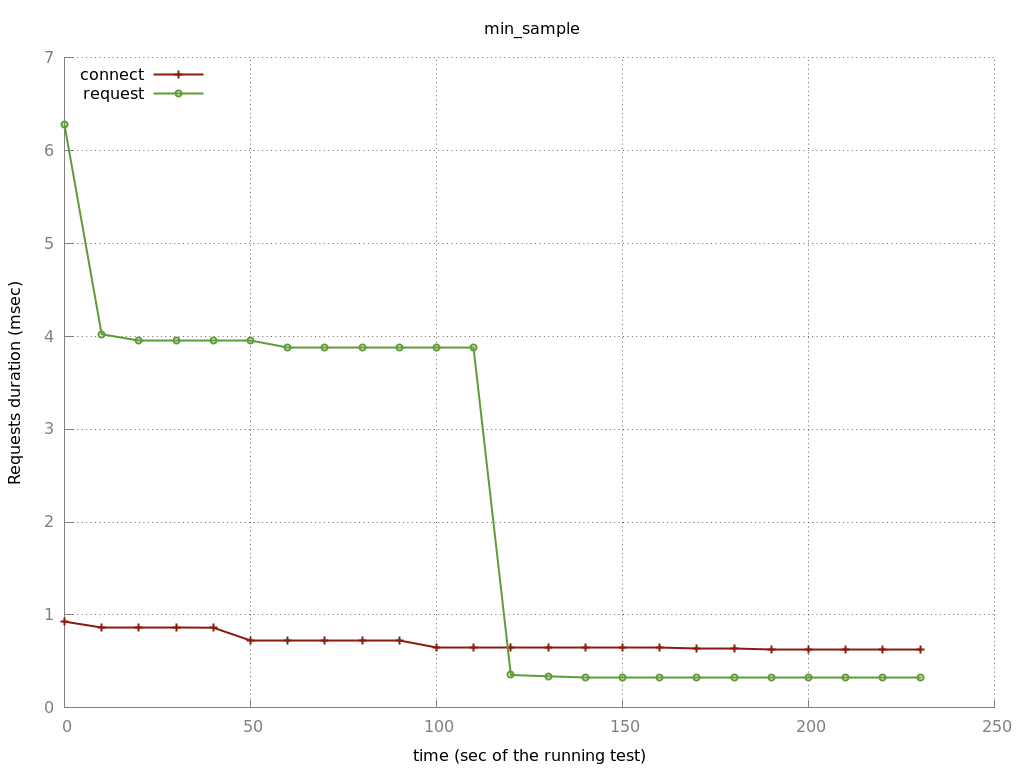 min_sample
7
connect
request
6
5
4
3
2
1
0
Requests duration (msec)
0 50 100 150 200 250
time (sec of the running test)